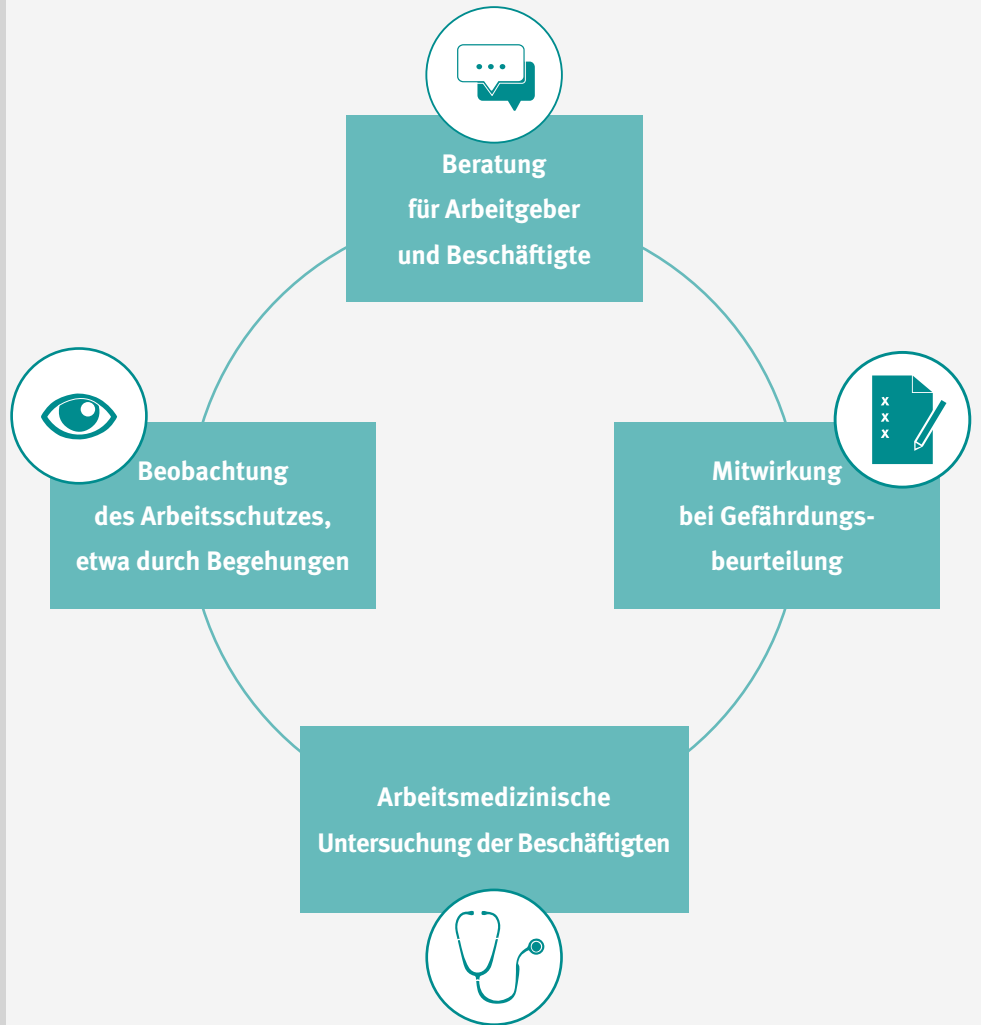 Beratung
für Arbeitgeber
und Beschäftigte
Beobachtung
des Arbeitsschutzes,
etwa durch Begehungen
x
x
x
Mitwirkung
bei Gefährdungs-
beurteilung
Arbeitsmedizinische
Untersuchung der Beschäftigten